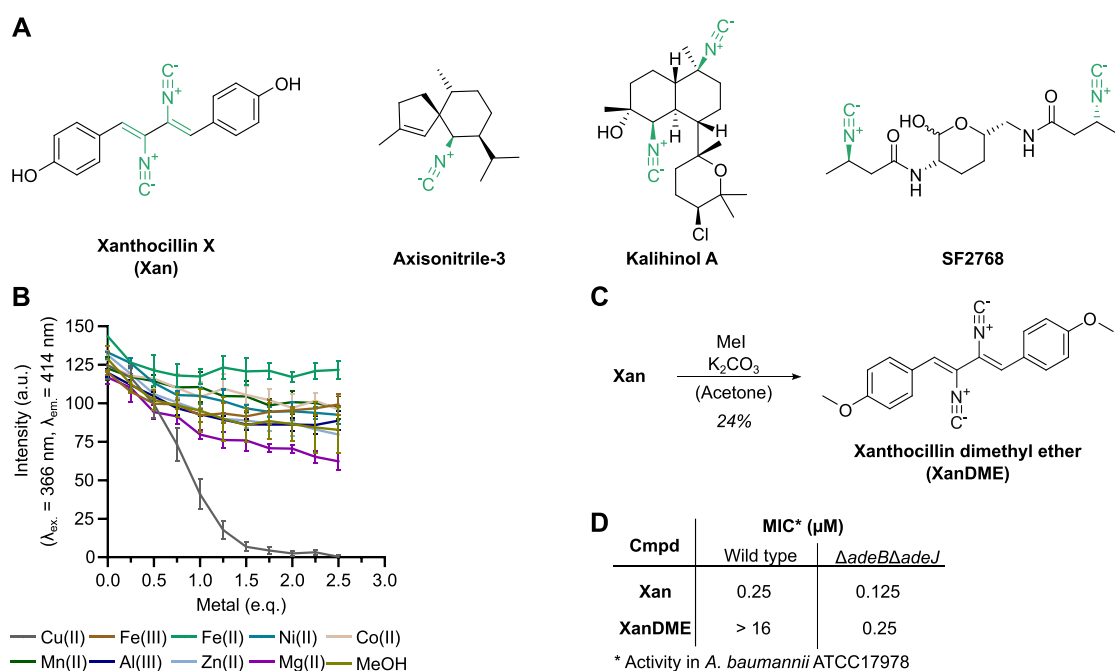 A
C⁻
N⁺
OH
HO
N⁺
C⁻
Xanthocillin X
(Xan)
N⁺
C⁻
Axisonitrile-3
C⁻
N⁺
H
HO
H
H
N⁺
C⁻
O
Cl
Kalihinol A
C⁻
N⁺
O
N
H
HO
O
N
H
O
N⁺
C⁻
SF2768
B
Intensity (a.u.)
(λex. = 366 nm, λem. = 414 nm)
150
125
100
75
50
25
0
0.0 0.5 1.0 1.5 2.0 2.5 3.0
Metal (e.q.)
Cu(II) Fe(III) Fe(II) Ni(II) Co(II)
Mn(II) Al(III) Zn(II) Mg(II) MeOH
C
Xan
MeI
K₂CO₃
(Acetone)
24%
C⁻
N⁺
O
O
N⁺
C⁻
Xanthocillin dimethyl ether
(XanDME)
D
Cmpd
MIC* (µM)
Wild type ΔadeBΔadeJ
Xan 0.25 0.125
XanDME > 16 0.25
* Activity in A. baumannii ATCC17978